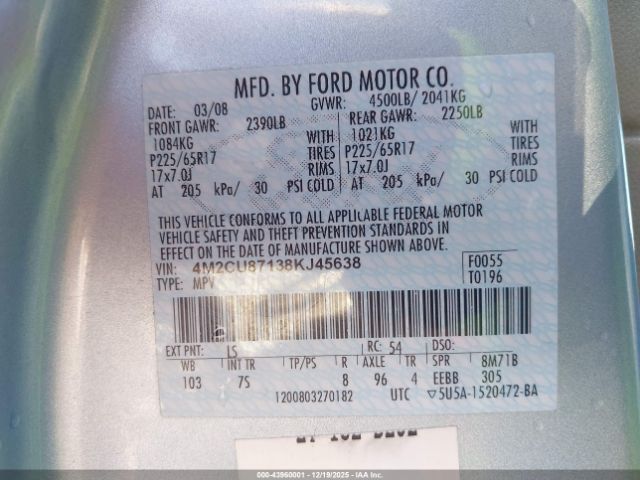 MFD. BY FORD MOTOR CO.
DATE: 03/08 GVWR: 4500LB/ 2041KG
FRONT GAWR: 2390LB REAR GAWR: 2250LB
1084KG WITH 1021KG WITH
P225/65R17 TIRES P225/65R17 TIRES
17x7.0J RIMS 17x7.0J RIMS
AT 205 kPa/ 30 PSI COLD AT 205 kPa/ 30 PSI COLD
THIS VEHICLE CONFORMS TO ALL APPLICABLE FEDERAL MOTOR
VEHICLE SAFETY AND THEFT PREVENTION STANDARDS IN
EFFECT ON THE DATE OF MANUFACTURE SHOWN ABOVE.
VIN: 4M2CU87138KJ45638 F0055
TYPE: MPV T0196
EXT PNT: LS RC: 54 DSO:
WB INT TR TP/PS R AXLE TR SPR 8M71B
103 7S 8 96 4 EEBB 305
1200803270182 UTC ▽5U5A-1520472-BA
000-43960001 | 12/19/2025 - IAAI.com